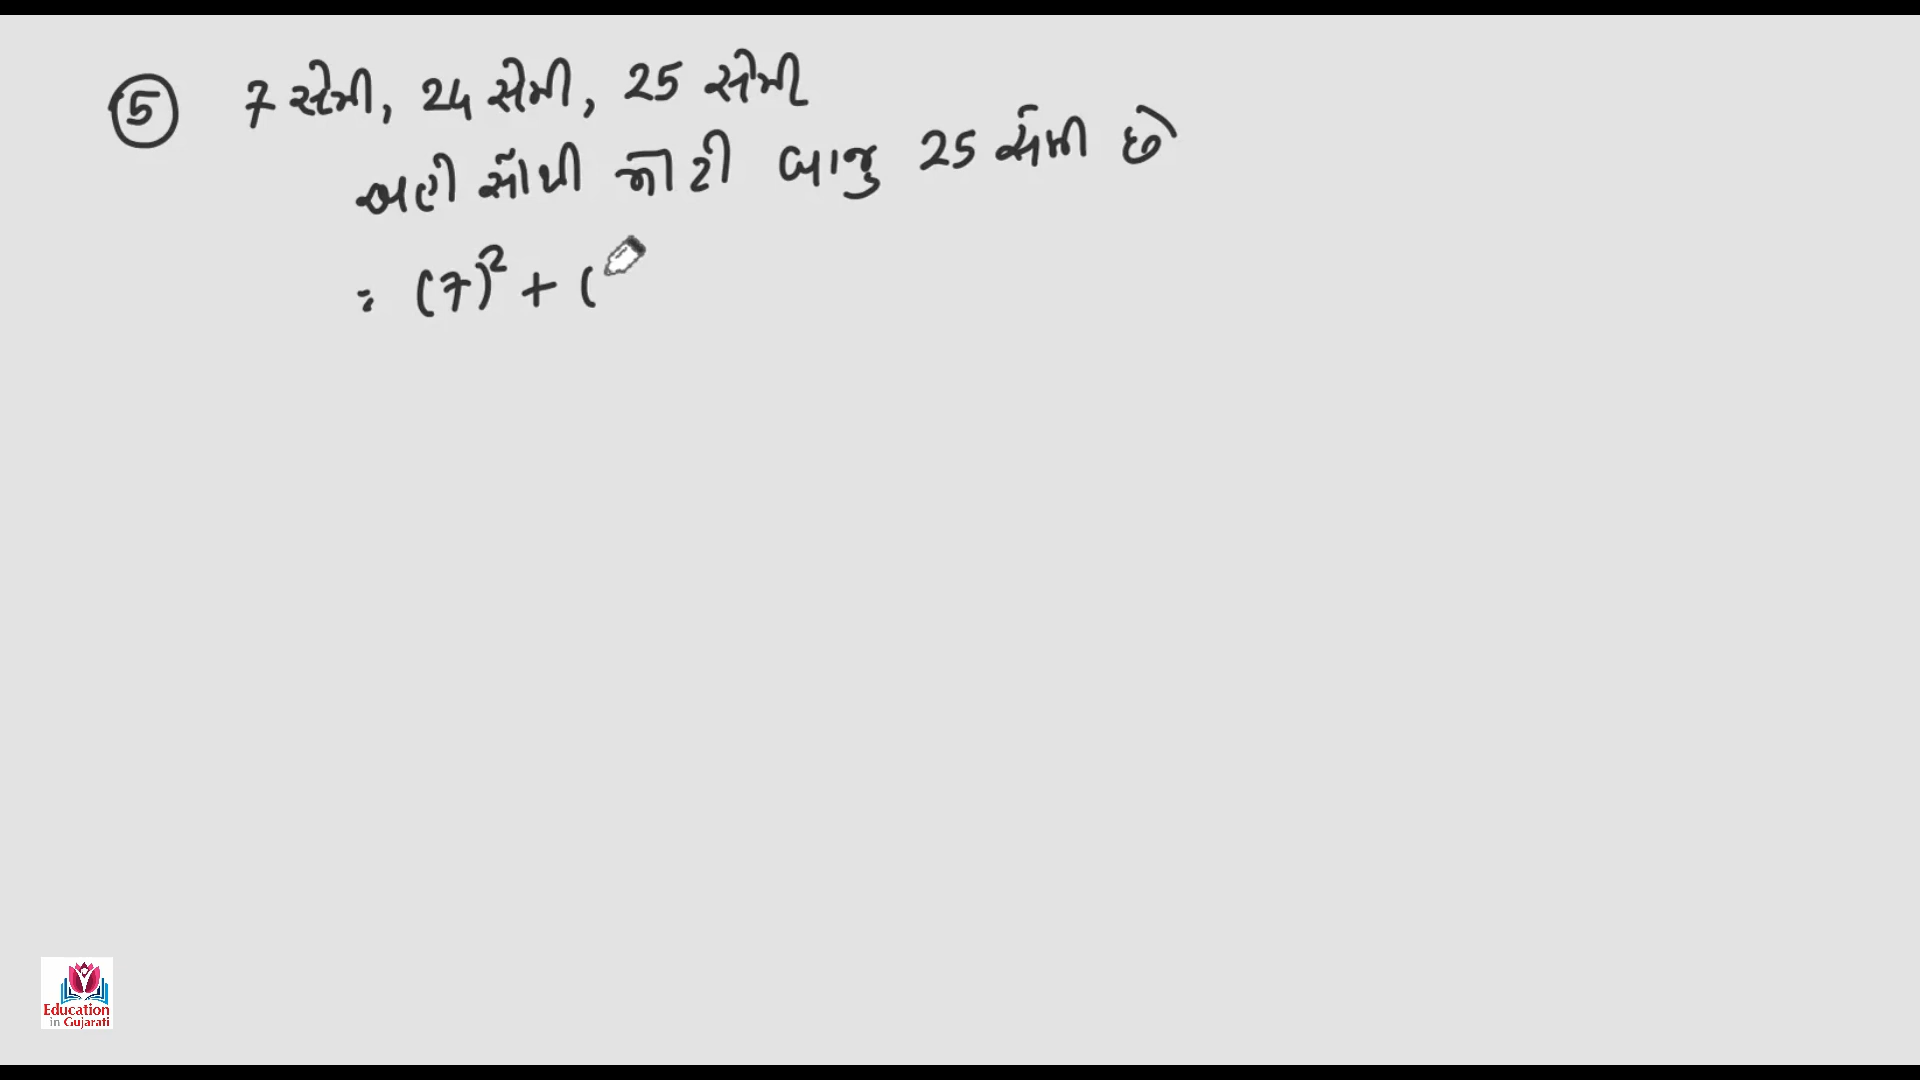 ⑤ 7 સેમી, 24 સેમી, 25 સેમી
અહી સૌથી મોટી બાજુ 25 સેમી છે
= (7)² + (
Education
in Gujarati